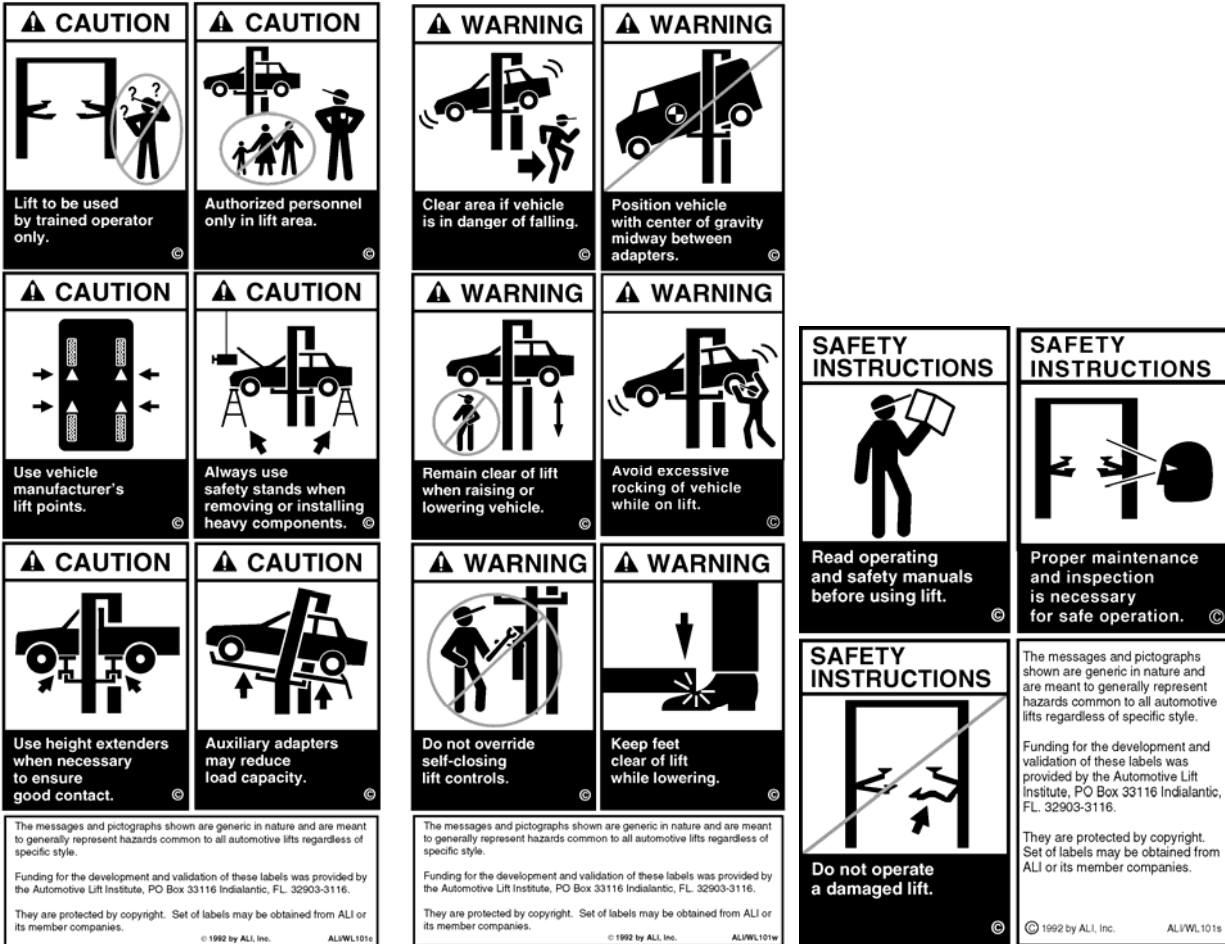 CAUTION
Lift to be used
by trained operator
only.
©
CAUTION
? ? ?
Authorized personnel
only in lift area.
©
CAUTION
Use vehicle
manufacturer's
lift points.
©
CAUTION
Always use
safety stands when
removing or installing
heavy components. ©
CAUTION
Use height extenders
when necessary
to ensure
good contact. ©
CAUTION
Auxiliary adapters
may reduce
load capacity. ©
The messages and pictographs shown are generic in nature and are meant
to generally represent hazards common to all automotive lifts regardless of
specific style.
Funding for the development and validation of these labels was provided by
the Automotive Lift Institute, PO Box 33116 Indialantic, FL. 32903-3116.
They are protected by copyright. Set of labels may be obtained from ALI or
its member companies.
© 1992 by ALI, Inc. ALI/WL101c
WARNING
Clear area if vehicle
is in danger of falling.
©
WARNING
Position vehicle
with center of gravity
midway between
adapters. ©
WARNING
Remain clear of lift
when raising or
lowering vehicle. ©
WARNING
Avoid excessive
rocking of vehicle
while on lift. ©
WARNING
Do not override
self-closing
lift controls. ©
WARNING
Keep feet
clear of lift
while lowering. ©
The messages and pictographs shown are generic in nature and are meant
to generally represent hazards common to all automotive lifts regardless of
specific style.
Funding for the development and validation of these labels was provided by
the Automotive Lift Institute, PO Box 33116 Indialantic, FL. 32903-3116.
They are protected by copyright. Set of labels may be obtained from ALI or
its member companies.
© 1992 by ALI, Inc. ALI/WL101w
SAFETY
INSTRUCTIONS
Read operating
and safety manuals
before using lift.
©
SAFETY
INSTRUCTIONS
Proper maintenance
and inspection
is necessary
for safe operation. ©
SAFETY
INSTRUCTIONS
Do not operate
a damaged lift.
©
The messages and pictographs
shown are generic in nature and
are meant to generally represent
hazards common to all automotive
lifts regardless of specific style.
Funding for the development and
validation of these labels was
provided by the Automotive Lift
Institute, PO Box 33116 Indialantic,
FL. 32903-3116.
They are protected by copyright.
Set of labels may be obtained from
ALI or its member companies.
© 1992 by ALI, Inc. ALI/WL101s